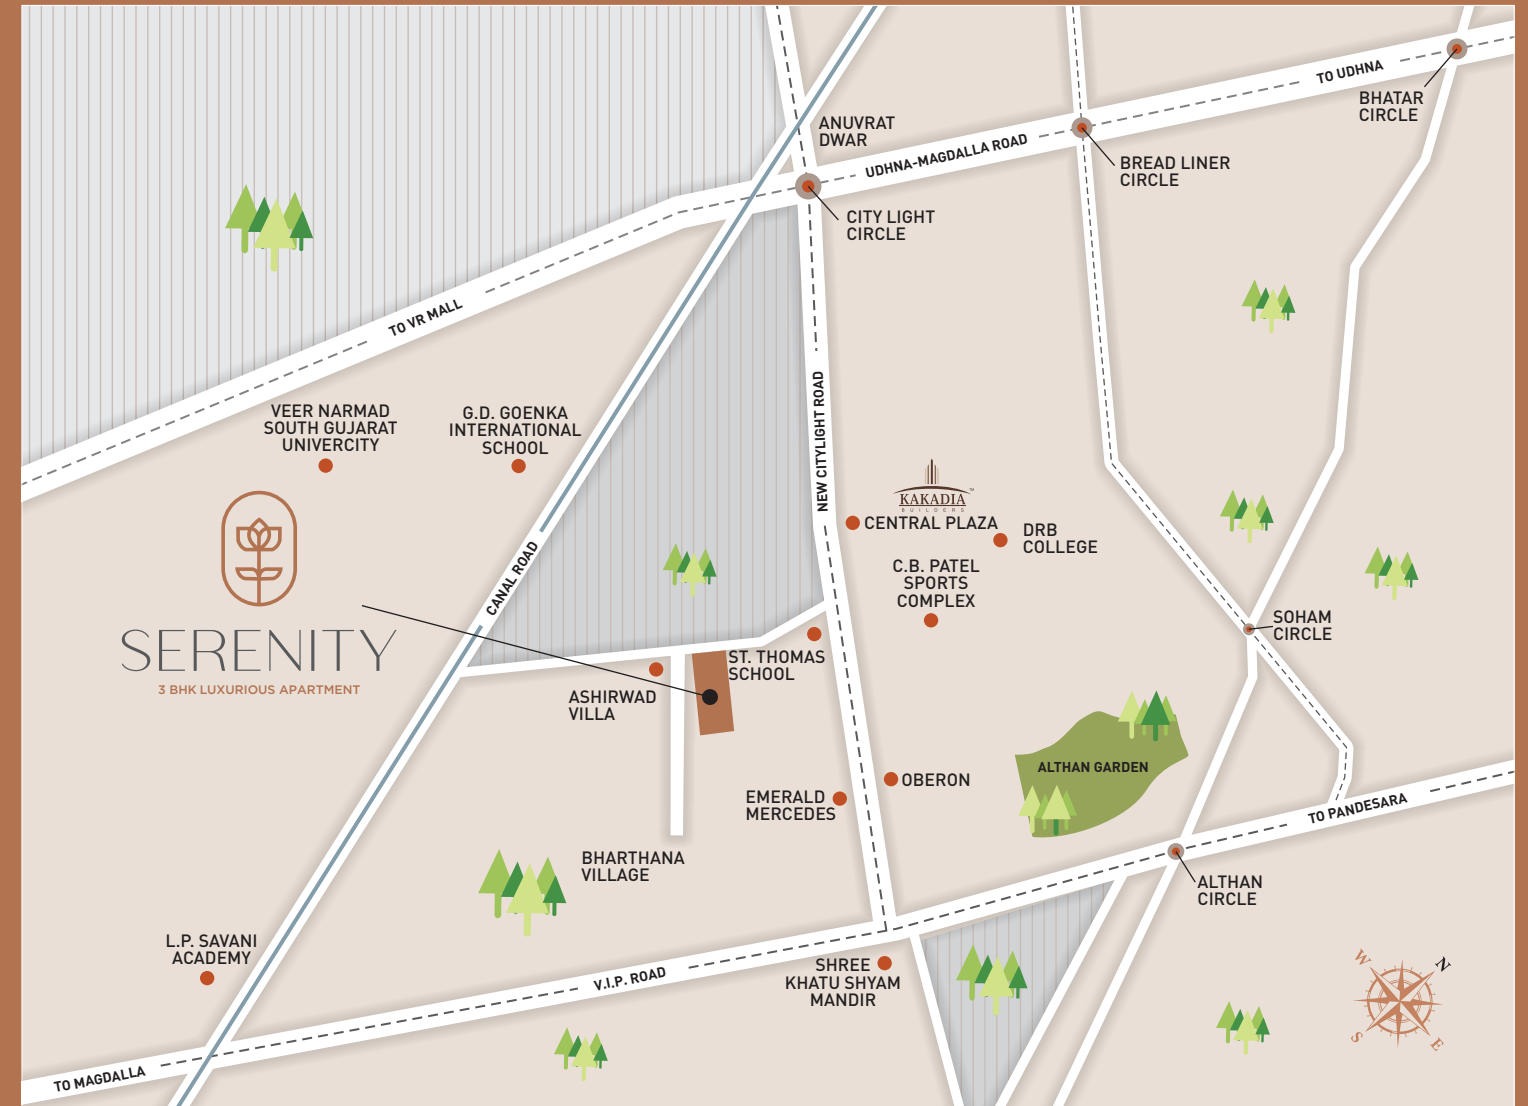 TO UDHNA
BHATAR
CIRCLE
ANUVRAT
DWAR
UDHNA-MAGDALLA ROAD
BREAD LINER
CIRCLE
CITY LIGHT
CIRCLE
TO VR MALL
VEER NARMAD
SOUTH GUJARAT
UNIVERCITY
G.D. GOENKA
INTERNATIONAL
SCHOOL
NEW CITYLIGHT ROAD
KAKADIA
BUILDERS
TM
CENTRAL PLAZA
DRB
COLLEGE
C.B. PATEL
SPORTS
COMPLEX
CANAL ROAD
SERENITY
3 BHK LUXURIOUS APARTMENT
SOHAM
CIRCLE
ST. THOMAS
SCHOOL
ASHIRWAD
VILLA
ALTHAN GARDEN
OBERON
EMERALD
MERCEDES
TO PANDESARA
BHARTHANA
VILLAGE
ALTHAN
CIRCLE
L.P. SAVANI
ACADEMY
V.I.P. ROAD
SHREE
KHATU SHYAM
MANDIR
W
N
S
E
TO MAGDALLA